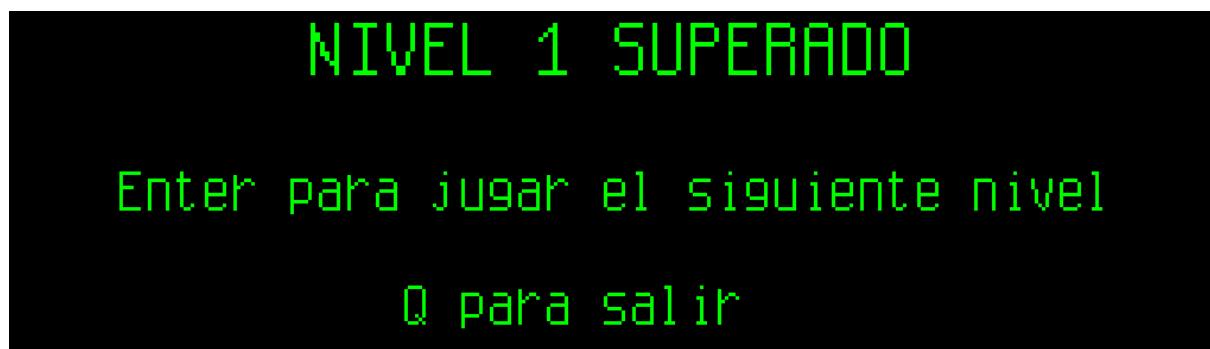 NIVEL 1 SUPERADO
Enter para jugar el siguiente nivel
Q para salir